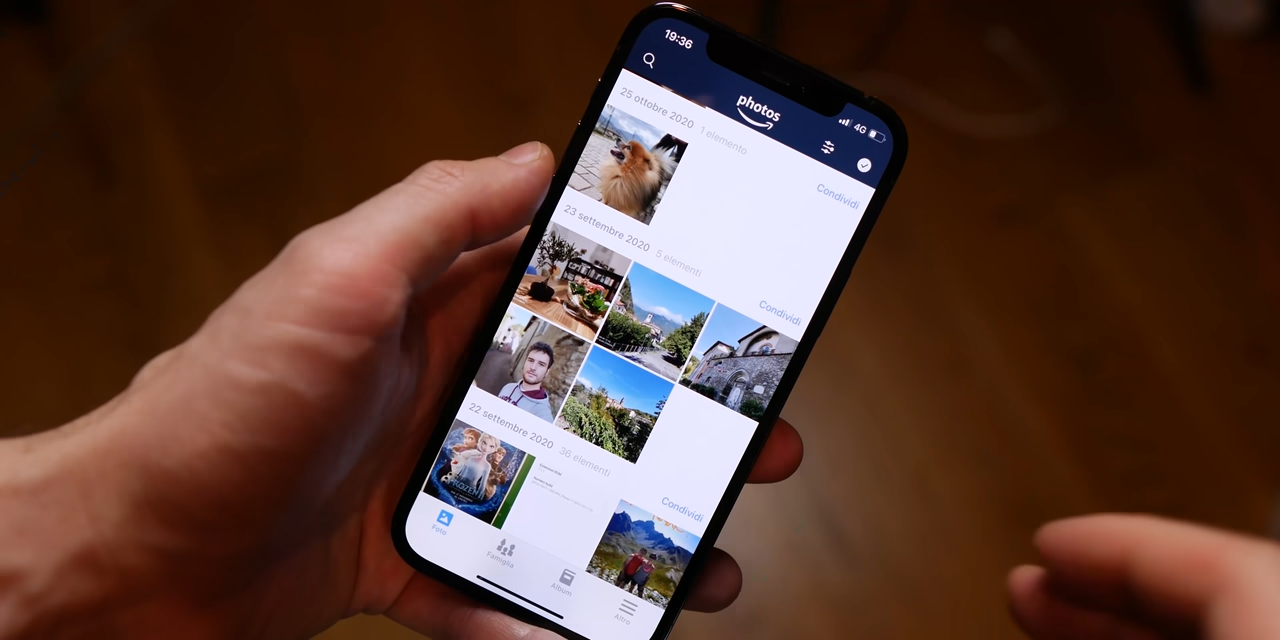 19:36
4G
photos
25 ottobre 2020 1 elemento
Condividi
23 settembre 2020 5 elementi
Condividi
22 settembre 2020 36 elementi
Condividi
FROZEN
Foto
Famiglia
Album
Altro